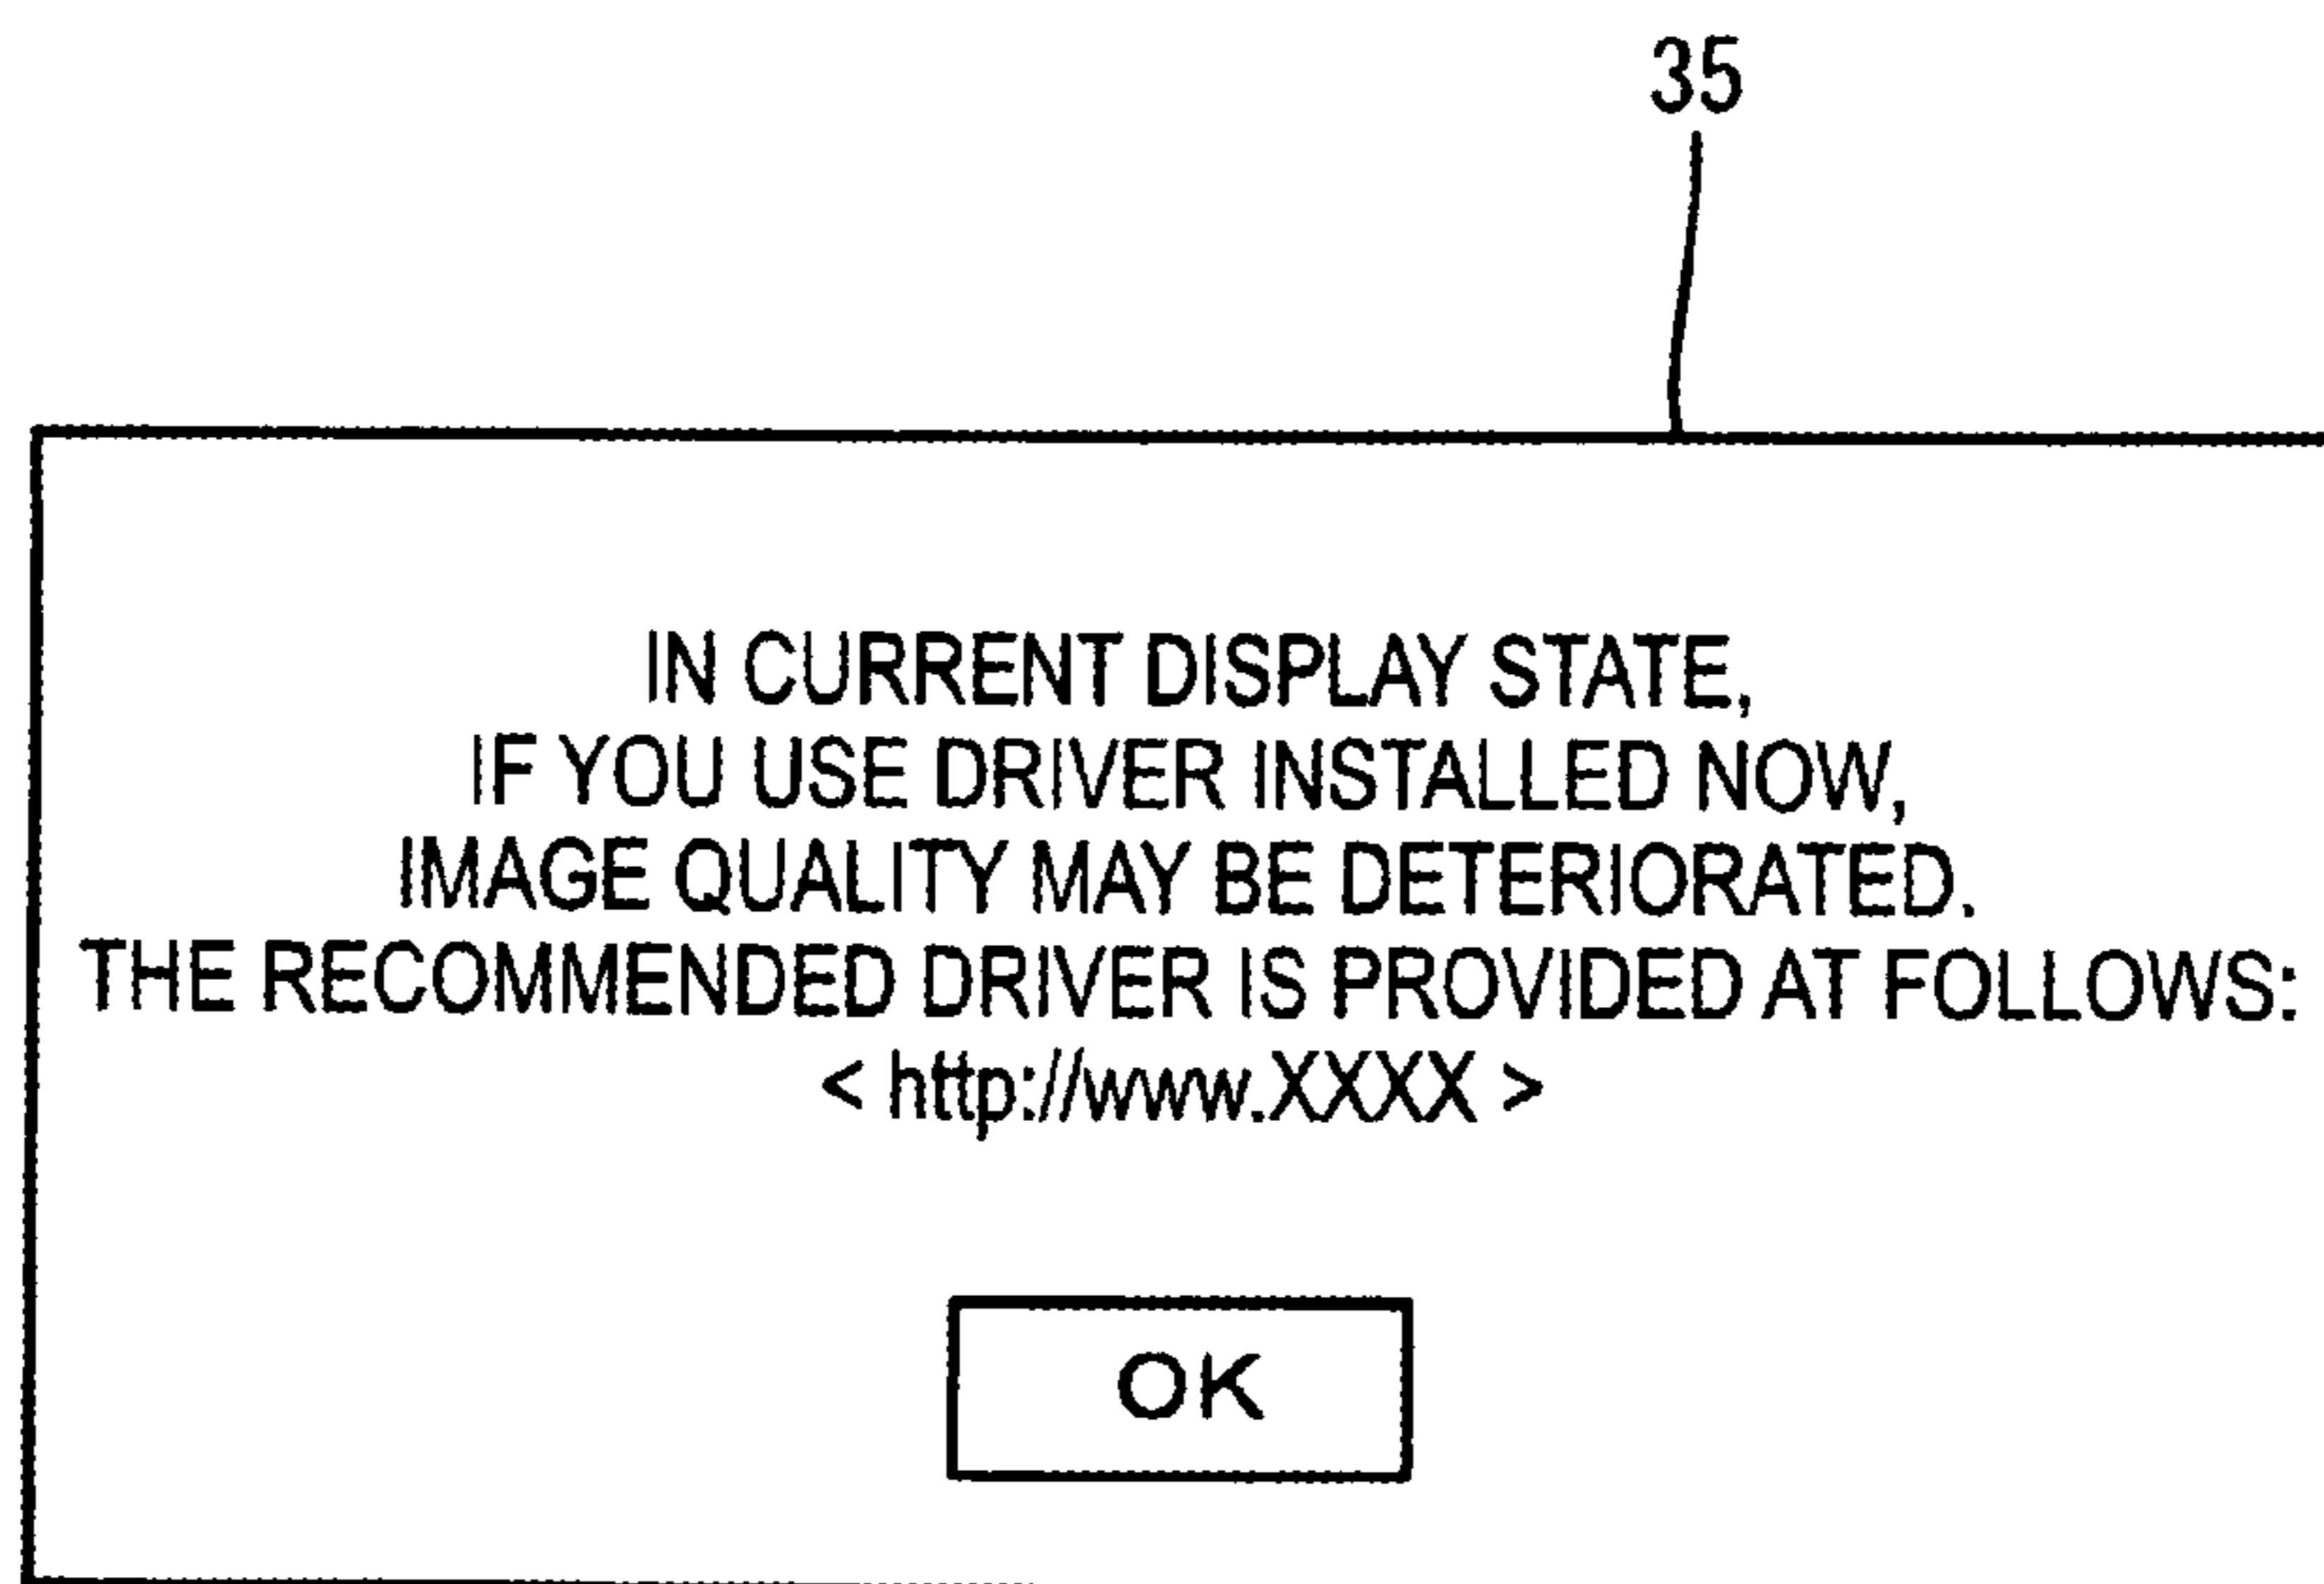 35
IN CURRENT DISPLAY STATE,
IF YOU USE DRIVER INSTALLED NOW,
IMAGE QUALITY MAY BE DETERIORATED.
THE RECOMMENDED DRIVER IS PROVIDED AT FOLLOWS:
< http://www.XXXX >
OK